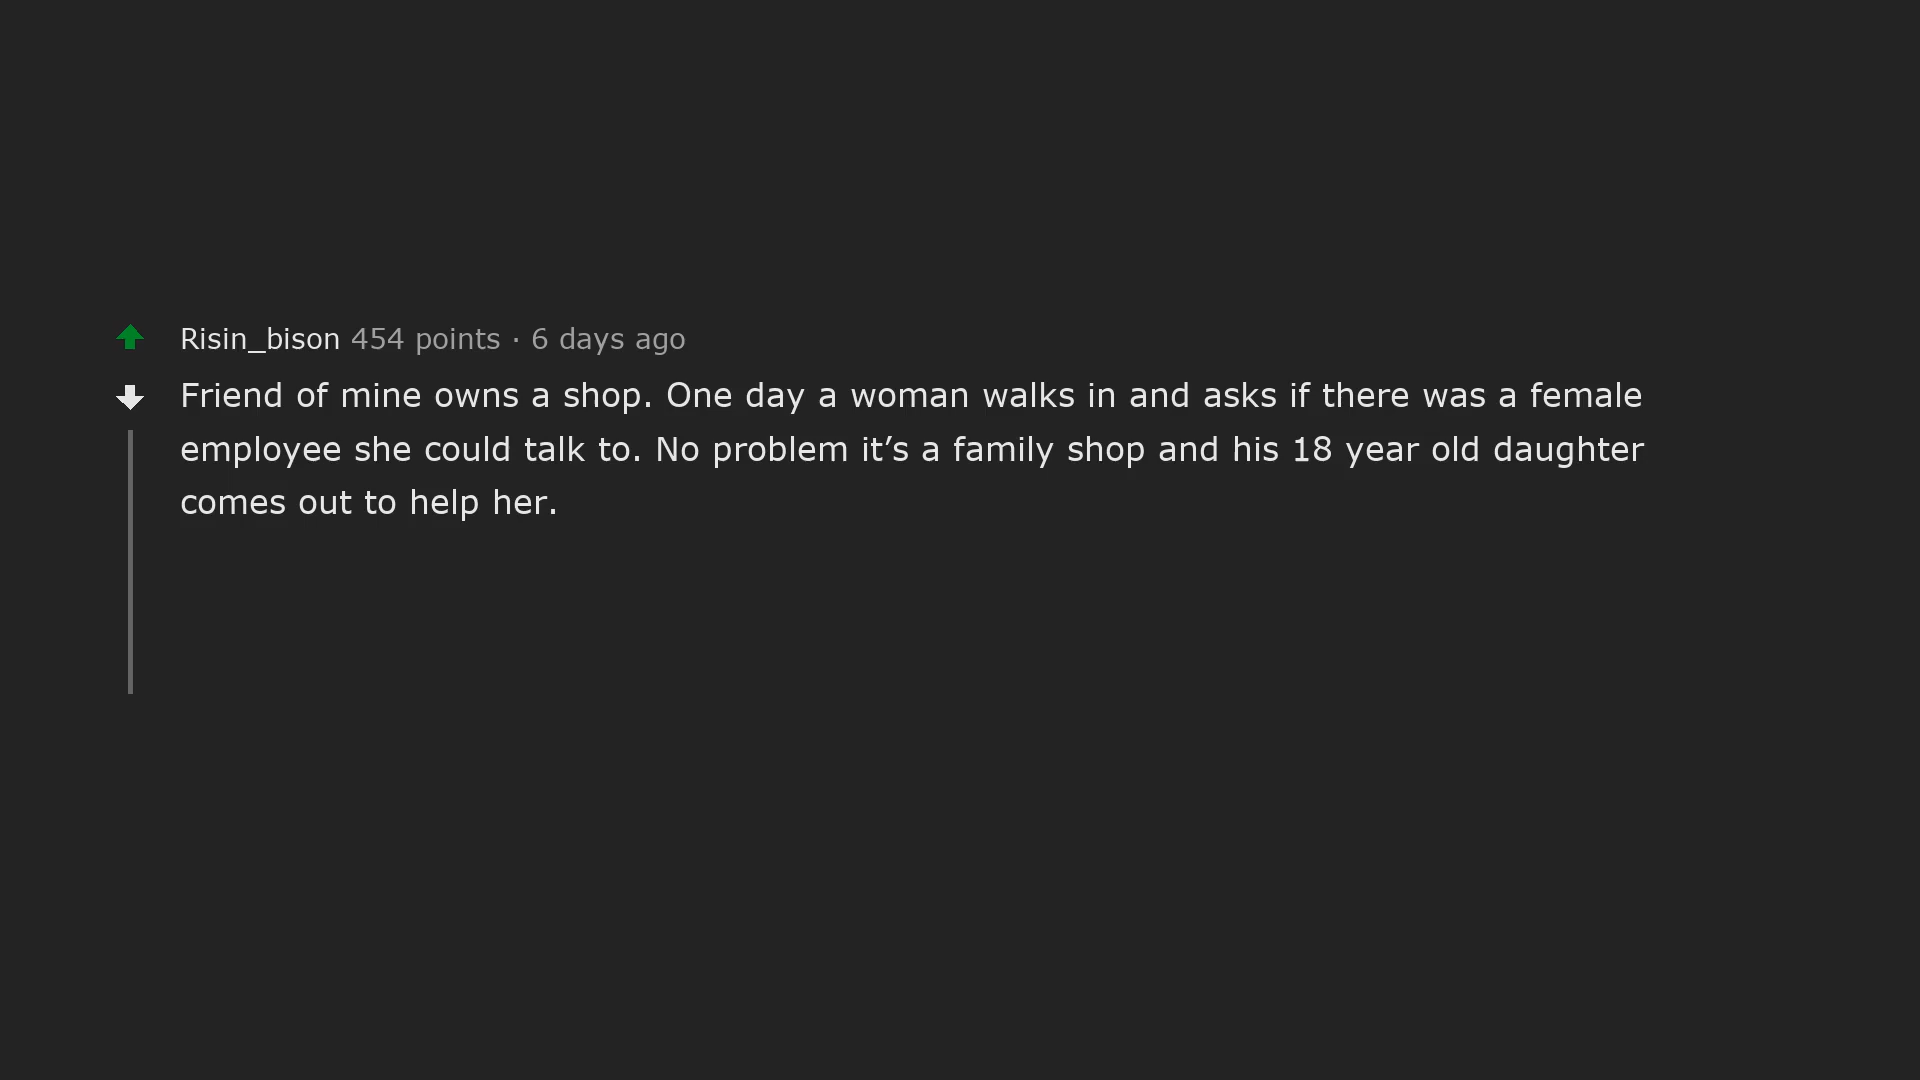 Risin_bison 454 points · 6 days ago
Friend of mine owns a shop. One day a woman walks in and asks if there was a female
employee she could talk to. No problem it’s a family shop and his 18 year old daughter
comes out to help her.